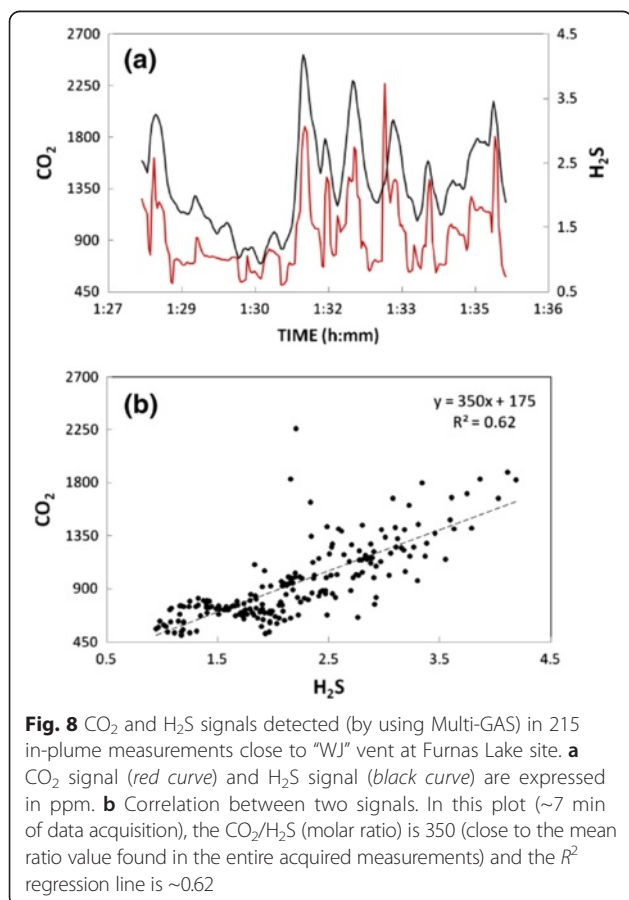 (a)
2700
2250
1800
1350
900
450
CO₂
4.5
3.5
2.5
1.5
0.5
H₂S
1:27
1:29
1:30
1:32
1:33
1:35
1:36
TIME (h:mm)
(b)
y = 350x + 175
R² = 0.62
2700
2250
1800
1350
900
450
CO₂
0.5
1.5
2.5
3.5
4.5
H₂S
Fig. 8 CO₂ and H₂S signals detected (by using Multi-GAS) in 215
in-plume measurements close to "WJ" vent at Furnas Lake site. a
CO₂ signal (red curve) and H₂S signal (black curve) are expressed
in ppm. b Correlation between two signals. In this plot (~7 min
of data acquisition), the CO₂/H₂S (molar ratio) is 350 (close to the mean
ratio value found in the entire acquired measurements) and the R²
regression line is ~0.62